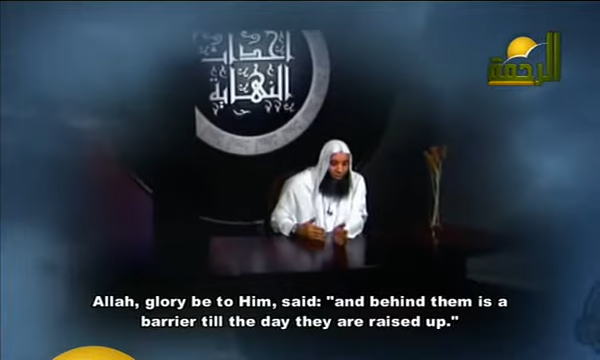 أحداث
النهاية
الرحمة
Allah, glory be to Him, said: "and behind them is a
barrier till the day they are raised up."